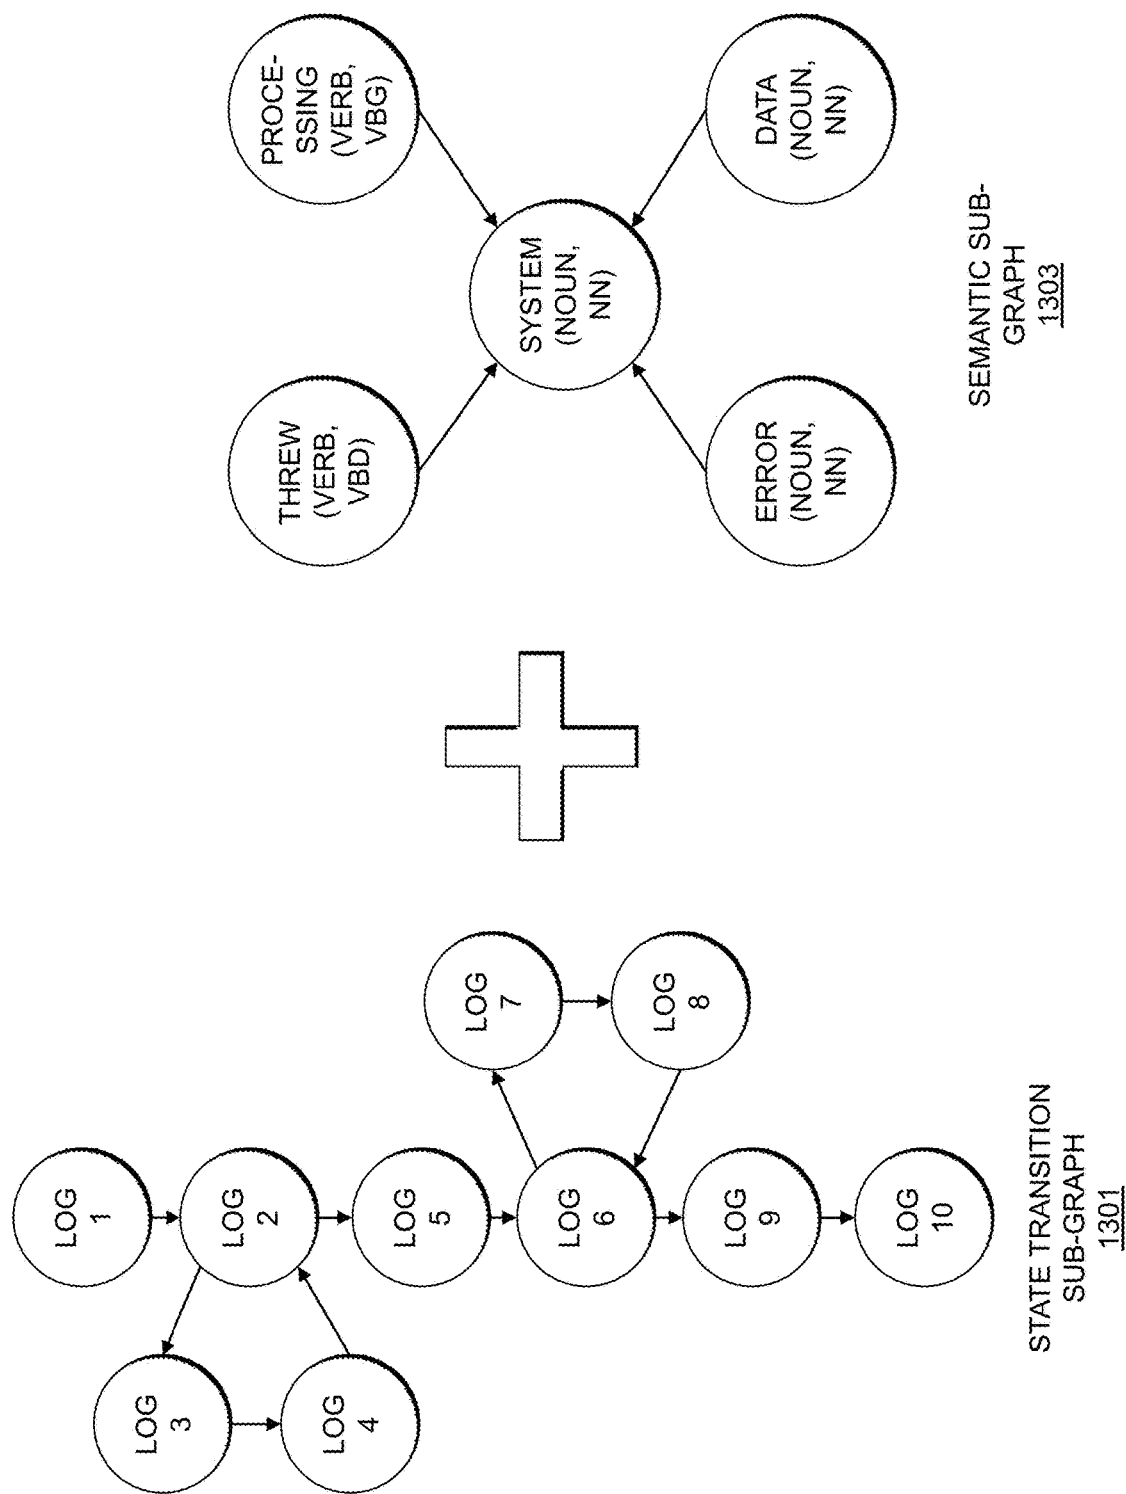 LOG
1
LOG
2
LOG
3
LOG
4
LOG
5
LOG
6
LOG
7
LOG
8
LOG
9
LOG
10
STATE TRANSITION
SUB-GRAPH
1301
THREW
(VERB,
VBD)
PROCE-
SSING
(VERB,
VBG)
SYSTEM
(NOUN,
NN)
ERROR
(NOUN,
NN)
DATA
(NOUN,
NN)
SEMANTIC SUB-
GRAPH
1303